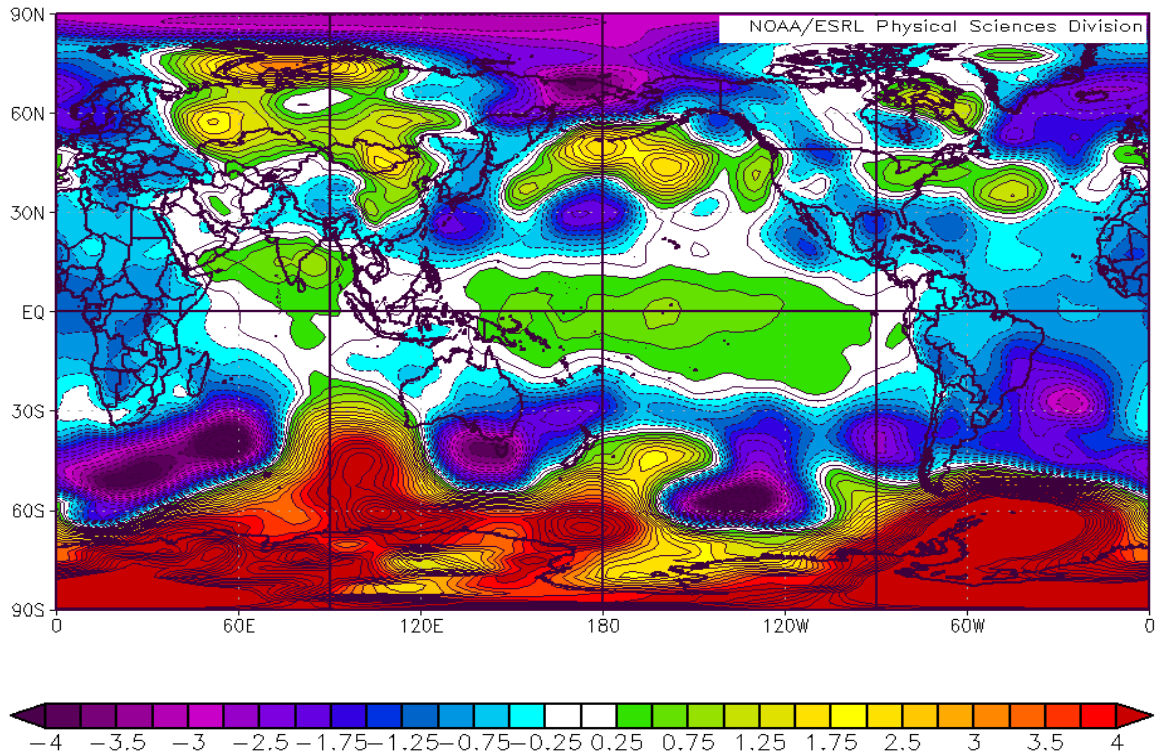 90N
NOAA/ESRL Physical Sciences Division
60N
30N
EQ
30S
60S
90S
0 60E 120E 180 120W 60W 0
-4 -3.5 -3 -2.5 -1.75 -1.25 -0.75 -0.25 0.25 0.75 1.25 1.75 2.5 3 3.5 4